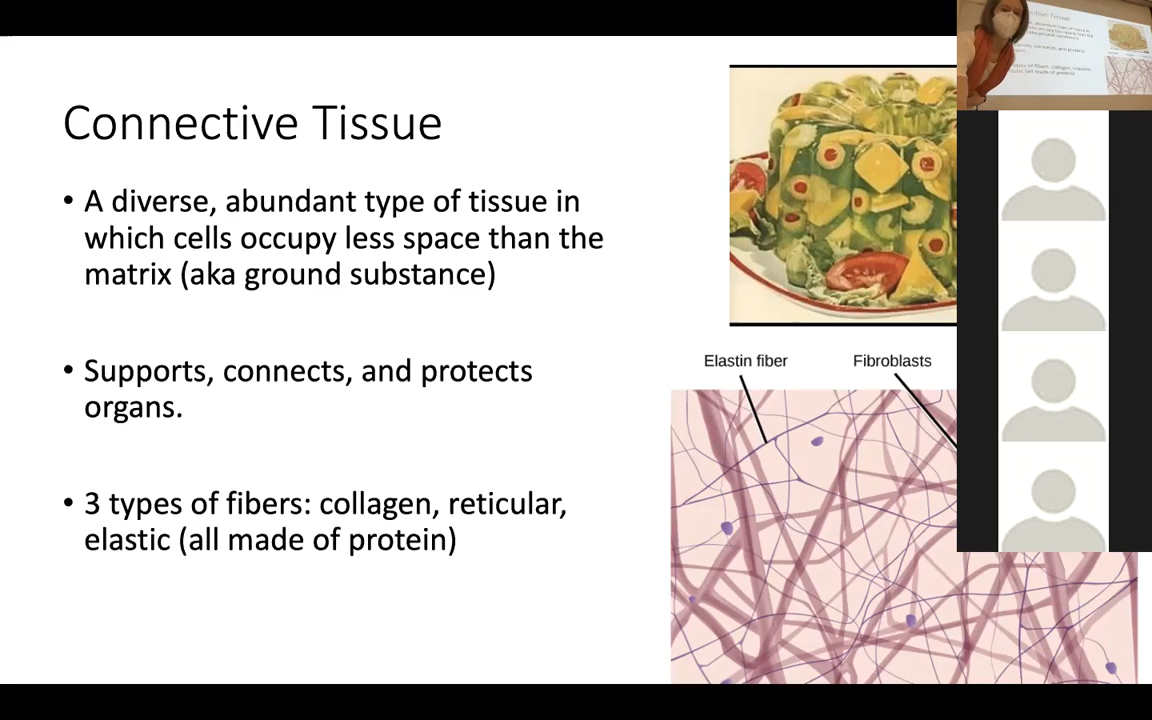 Connective Tissue
• A diverse, abundant type of tissue in
which cells occupy less space than the
matrix (aka ground substance)
• Supports, connects, and protects
organs.
• 3 types of fibers: collagen, reticular,
elastic (all made of protein)
Elastin fiber
Fibroblasts